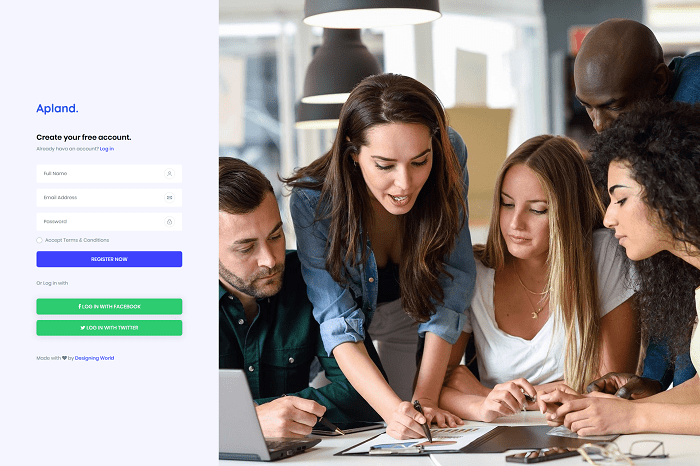 Apland.
Create your free account.
Already have an account? Log in
Full Name
Email Address
Password
Accept Terms & Conditions
REGISTER NOW
Or Log in with
LOG IN WITH FACEBOOK
LOG IN WITH TWITTER
Made with by Designing World